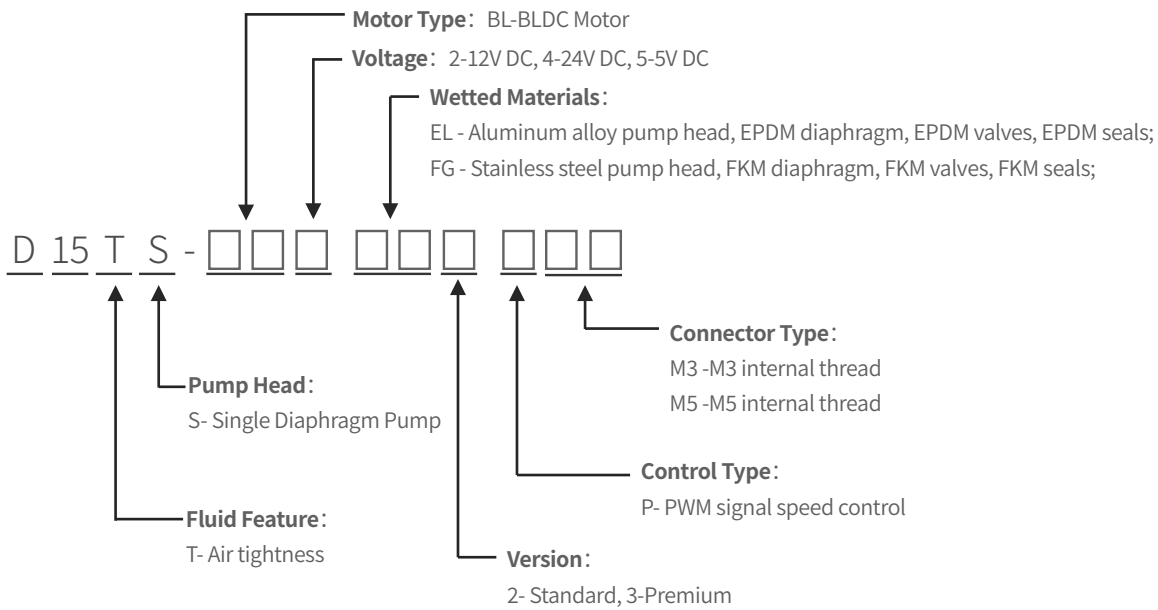 Motor Type: BL-BLDC Motor
Voltage: 2-12V DC, 4-24V DC, 5-5V DC
Wetted Materials:
EL - Aluminum alloy pump head, EPDM diaphragm, EPDM valves, EPDM seals;
FG - Stainless steel pump head, FKM diaphragm, FKM valves, FKM seals;
D 15 T S - □□□ □□□ □□□
Connector Type:
M3 -M3 internal thread
M5 -M5 internal thread
Pump Head:
S- Single Diaphragm Pump
Control Type:
P- PWM signal speed control
Fluid Feature:
T- Air tightness
Version:
2- Standard, 3-Premium